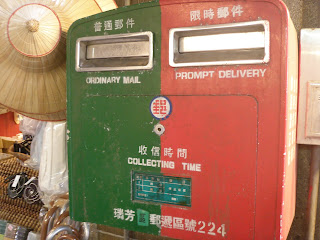 普通郵件 限時郵件
ORDINARY MAIL PROMPT DELIVERY
郵
收信時間
COLLECTING TIME
瑞芳 郵遞區號224